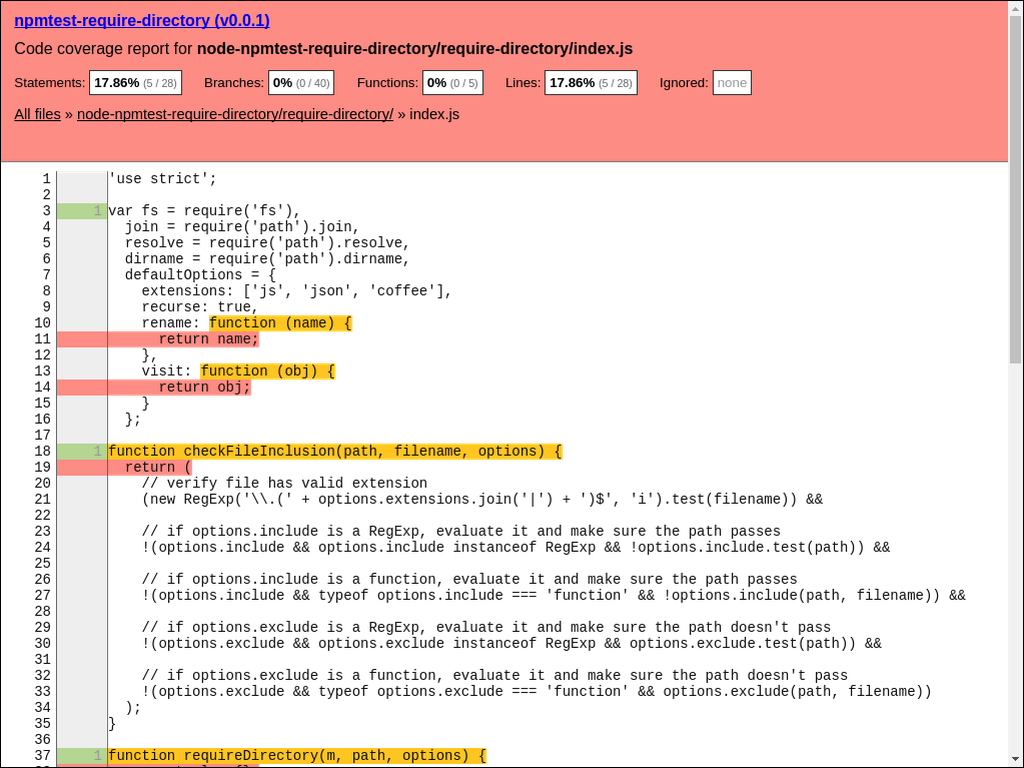 npmtest-require-directory (v0.0.1)
Code coverage report for node-npmtest-require-directory/require-directory/index.js
Statements: 17.86% (5 / 28) Branches: 0% (0 / 40) Functions: 0% (0 / 5) Lines: 17.86% (5 / 28) Ignored: none
All files » node-npmtest-require-directory/require-directory/ » index.js
1 'use strict';
2
3 1 var fs = require('fs'),
4 join = require('path').join,
5 resolve = require('path').resolve,
6 dirname = require('path').dirname,
7 defaultOptions = {
8 extensions: ['js', 'json', 'coffee'],
9 recurse: true,
10 rename: function (name) {
11 return name;
12 },
13 visit: function (obj) {
14 return obj;
15 }
16 };
17
18 1 function checkFileInclusion(path, filename, options) {
19 return (
20 // verify file has valid extension
21 (new RegExp('\\.(' + options.extensions.join('|') + ')$', 'i').test(filename)) &&
22
23 // if options.include is a RegExp, evaluate it and make sure the path passes
24 !(options.include && options.include instanceof RegExp && !options.include.test(path)) &&
25
26 // if options.include is a function, evaluate it and make sure the path passes
27 !(options.include && typeof options.include === 'function' && !options.include(path, filename)) &&
28
29 // if options.exclude is a RegExp, evaluate it and make sure the path doesn't pass
30 !(options.exclude && options.exclude instanceof RegExp && options.exclude.test(path)) &&
31
32 // if options.exclude is a function, evaluate it and make sure the path doesn't pass
33 !(options.exclude && typeof options.exclude === 'function' && options.exclude(path, filename))
34 );
35 }
36
37 1 function requireDirectory(m, path, options) {